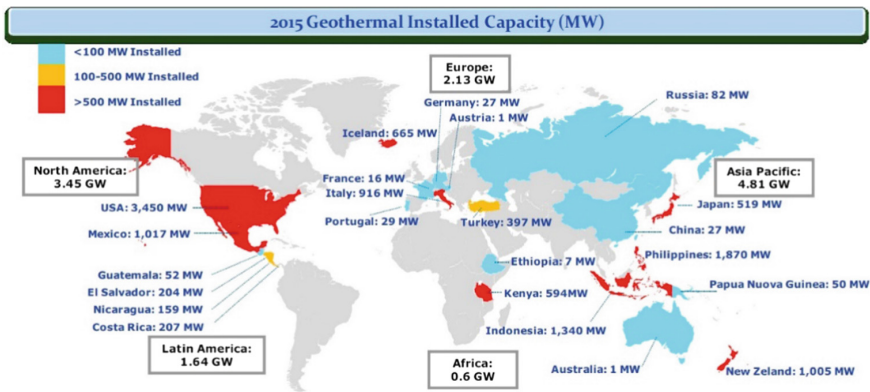 2015 Geothermal Installed Capacity (MW)
<100 MW Installed
100-500 MW Installed
>500 MW Installed
Europe:
2.13 GW
Germany: 27 MW
Austria: 1 MW
Russia: 82 MW
Iceland: 665 MW
North America:
3.45 GW
Asia Pacific:
4.81 GW
France: 16 MW
Italy: 916 MW
USA: 3,450 MW
Japan: 519 MW
Portugal: 29 MW
Turkey: 397 MW
Mexico: 1,017 MW
China: 27 MW
Philippines: 1,870 MW
Ethiopia: 7 MW
Guatemala: 52 MW
Papua Nuova Guinea: 50 MW
El Salvador: 204 MW
Kenya: 594MW
Nicaragua: 159 MW
Costa Rica: 207 MW
Indonesia: 1,340 MW
Latin America:
1.64 GW
Africa:
0.6 GW
Australia: 1 MW
New Zeland: 1,005 MW